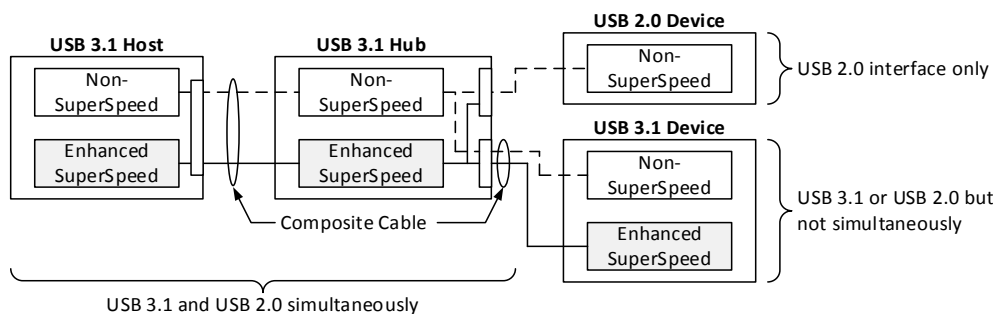 USB 2.0 Device
USB 3.1 Host
USB 3.1 Hub
Non-
SuperSpeed
Non-
SuperSpeed
Non-
SuperSpeed
USB 2.0 interface only
USB 3.1 Device
Enhanced
SuperSpeed
Enhanced
SuperSpeed
Non-
SuperSpeed
USB 3.1 or USB 2.0 but
not simultaneously
Composite Cable
Enhanced
SuperSpeed
USB 3.1 and USB 2.0 simultaneously